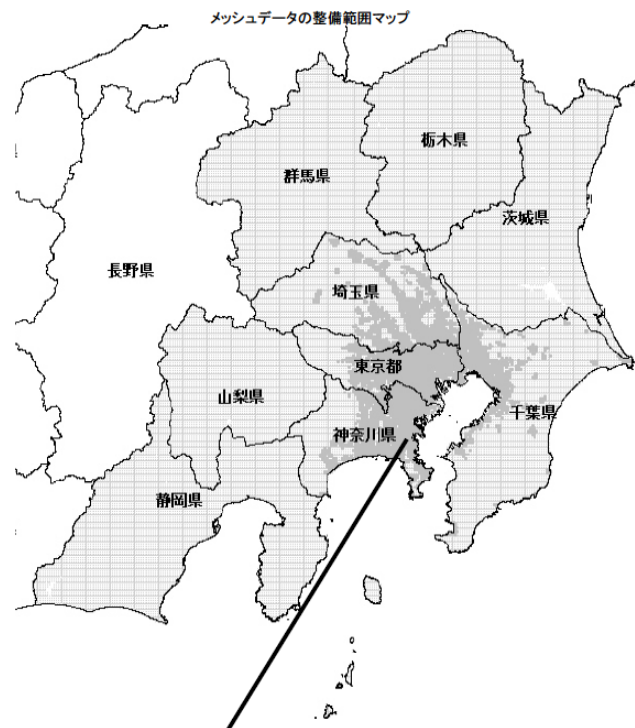 メッシュデータの整備範囲マップ
栃木県
群馬県
茨城県
長野県
埼玉県
東京都
山梨県
千葉県
神奈川県
静岡県